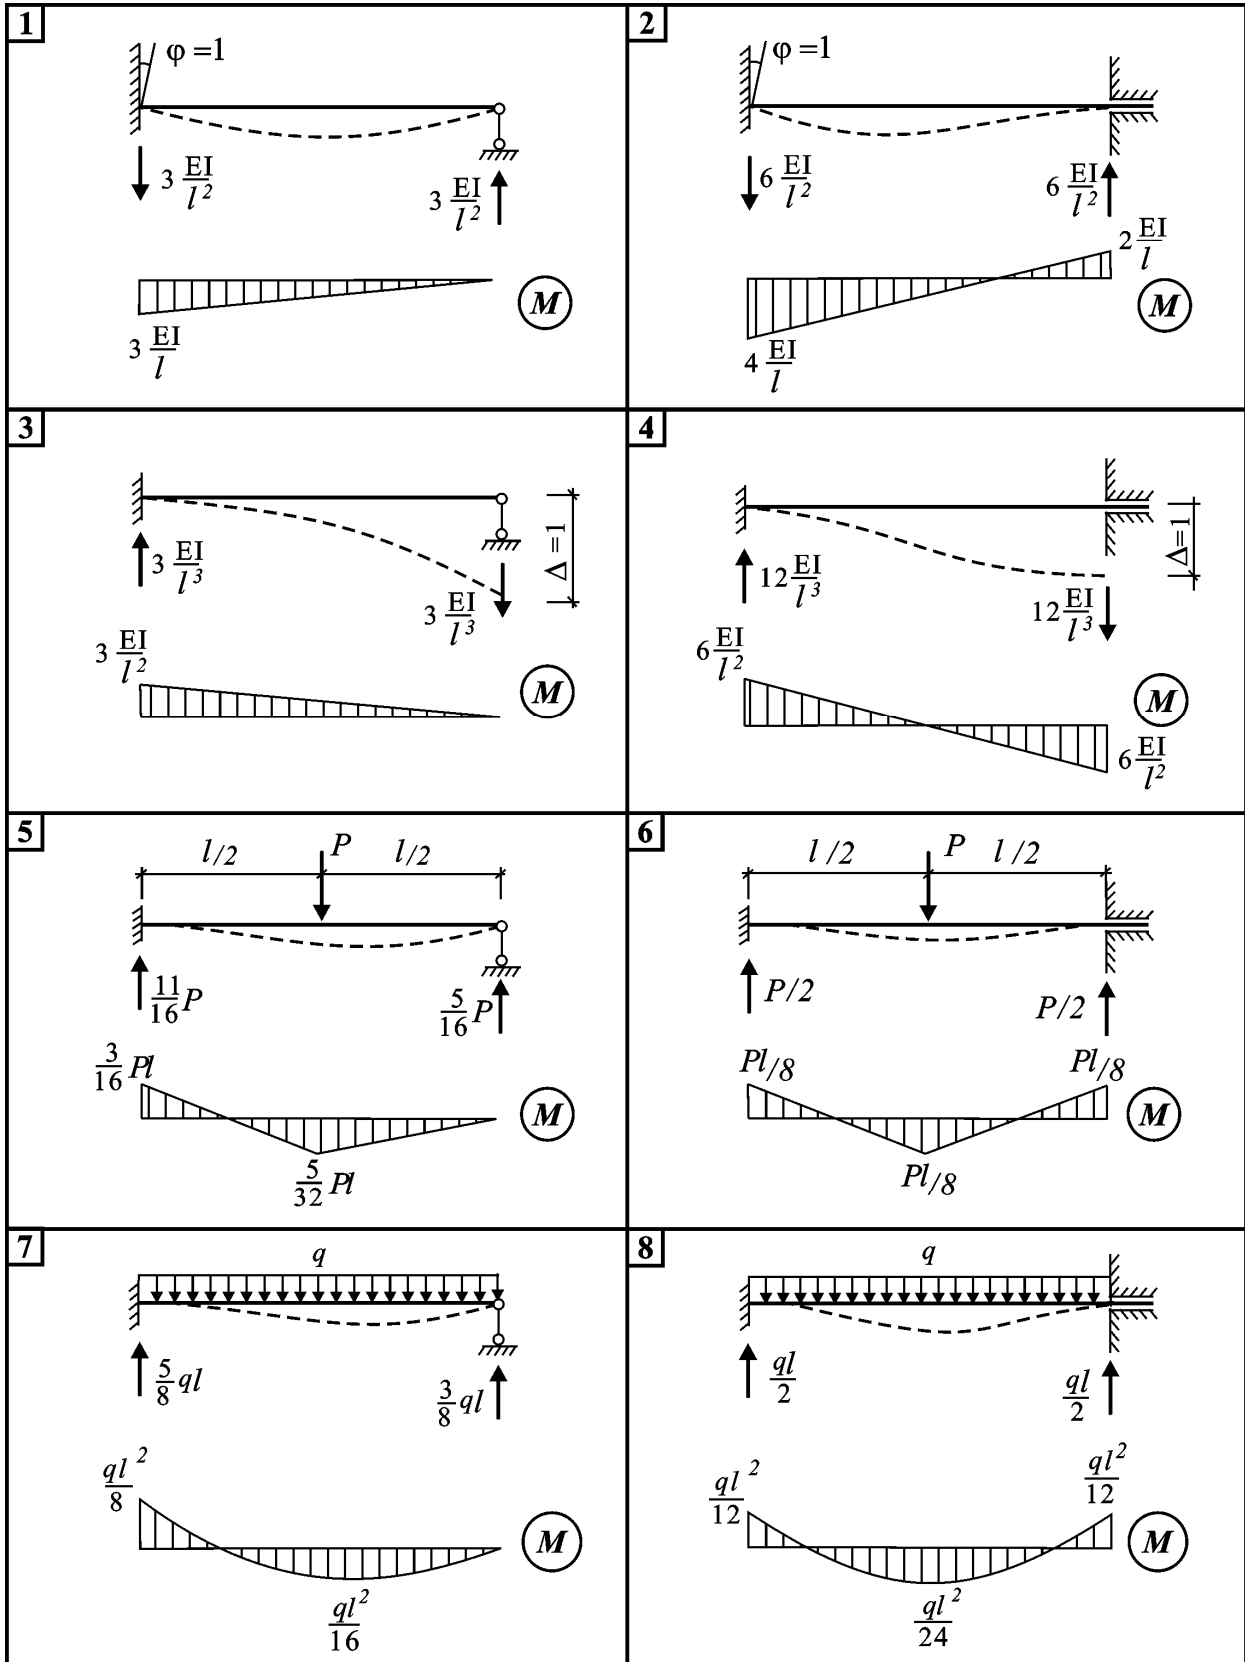 1
φ = 1
3 EI/l²
3 EI/l²
3 EI/l
M
2
φ = 1
6 EI/l²
6 EI/l²
2 EI/l
4 EI/l
M
3
Δ = 1
3 EI/l³
3 EI/l³
3 EI/l²
M
4
Δ = 1
12 EI/l³
12 EI/l³
6 EI/l²
6 EI/l²
M
5
l/2
P
l/2
11/16 P
5/16 P
3/16 Pl
5/32 Pl
M
6
l/2
P
l/2
P/2
P/2
Pl/8
Pl/8
Pl/8
M
7
q
5/8 ql
3/8 ql
ql²/8
ql²/16
M
8
q
ql/2
ql/2
ql²/12
ql²/12
ql²/24
M